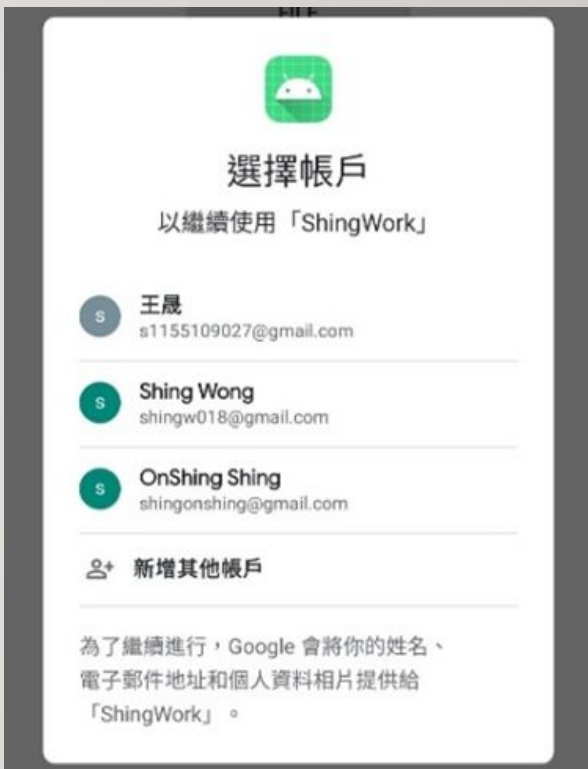 FILE
選擇帳戶
以繼續使用「ShingWork」
S
王晟
s1155109027@gmail.com
S
Shing Wong
shingw018@gmail.com
S
OnShing Shing
shingonshing@gmail.com
新增其他帳戶
為了繼續進行，Google 會將你的姓名、
電子郵件地址和個人資料相片提供給
「ShingWork」。